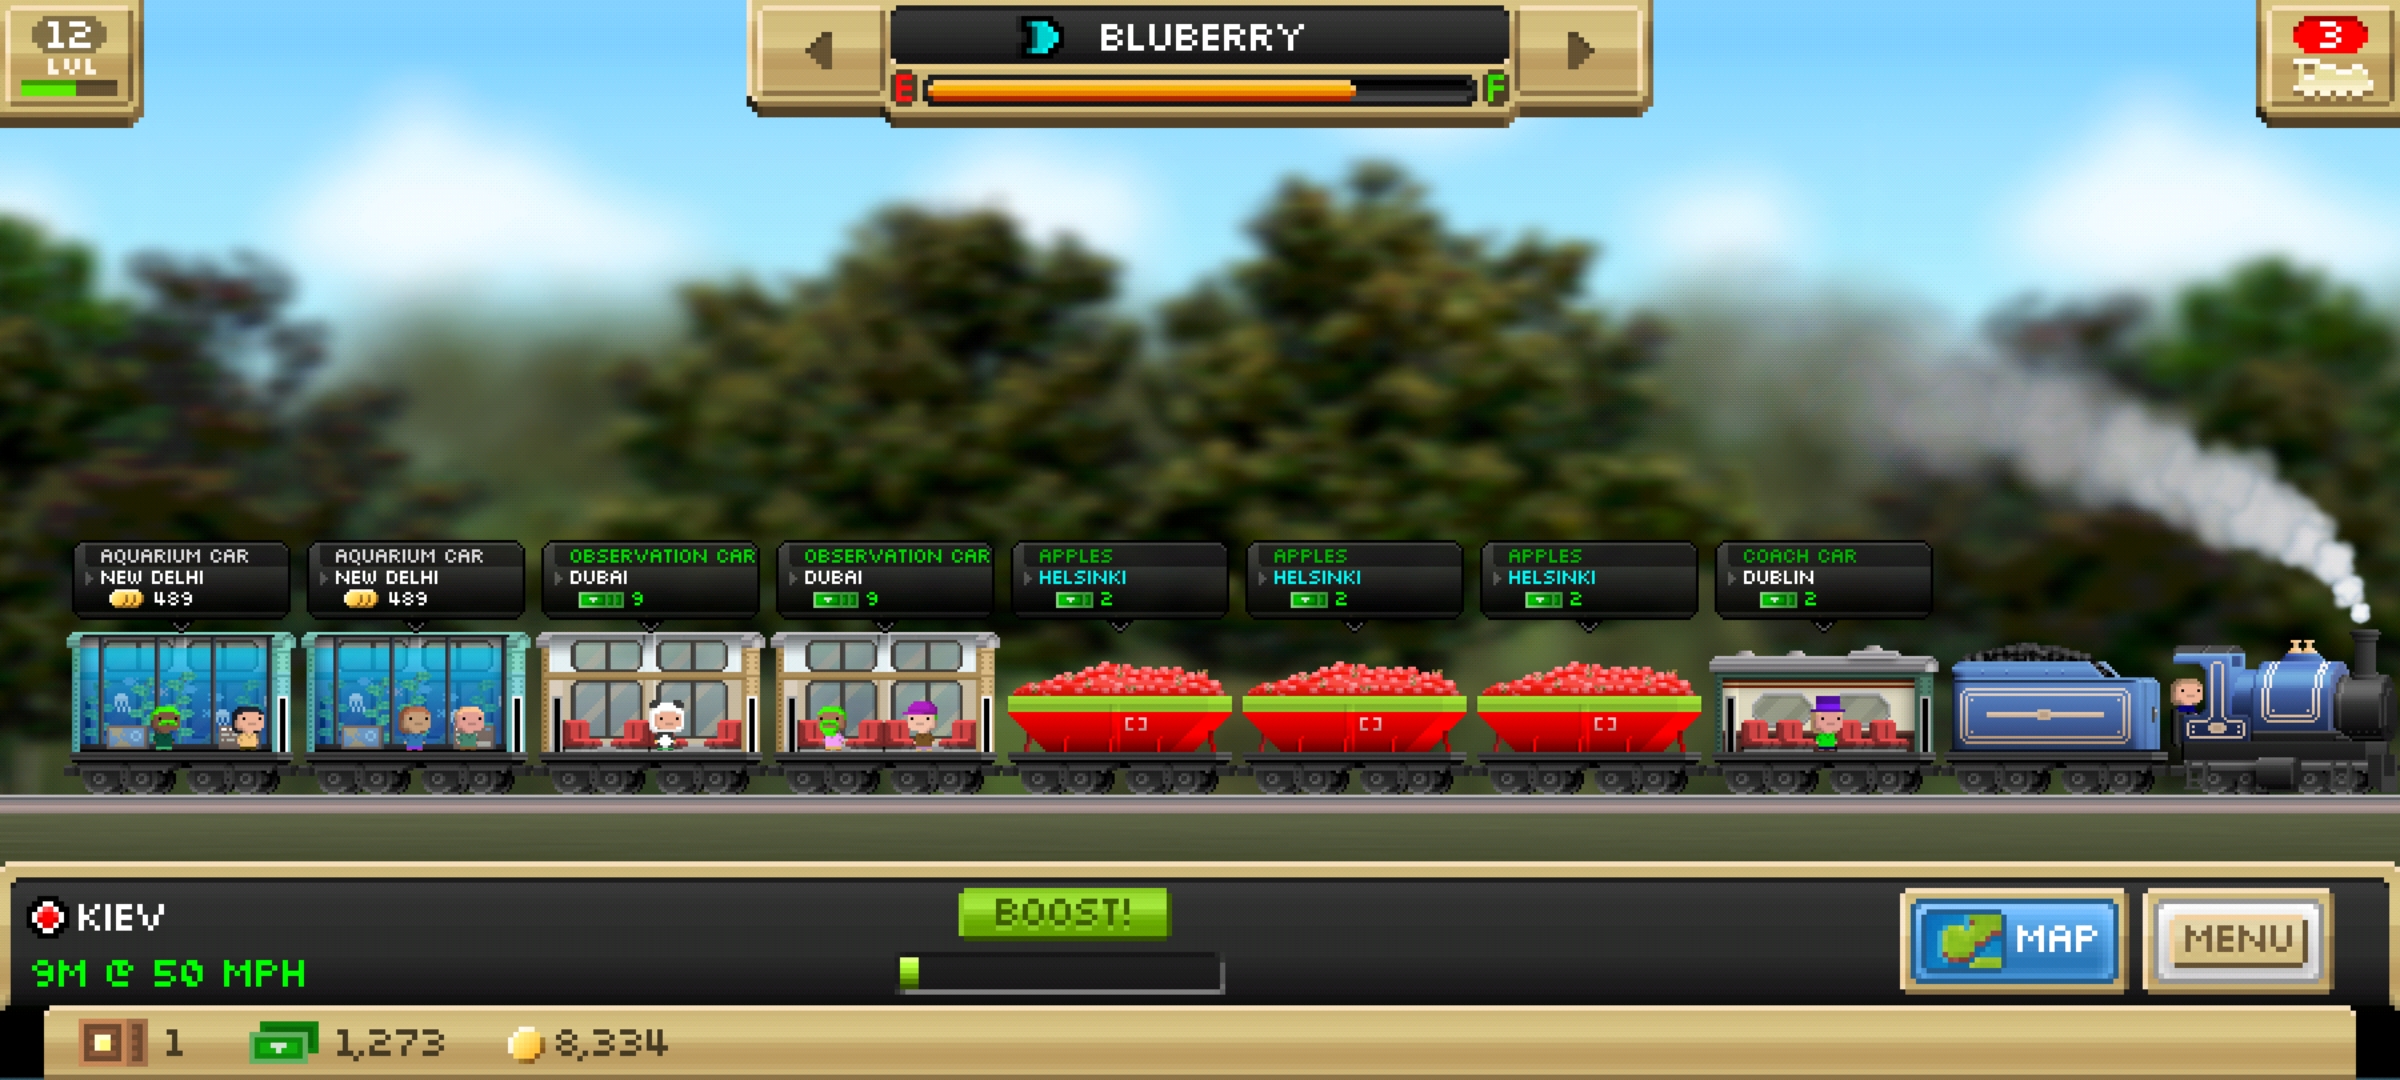 12
LVL
BLUBERRY
E
F
3
AQUARIUM CAR
NEW DELHI
489
AQUARIUM CAR
NEW DELHI
489
OBSERVATION CAR
DUBAI
9
OBSERVATION CAR
DUBAI
9
APPLES
HELSINKI
2
APPLES
HELSINKI
2
APPLES
HELSINKI
2
COACH CAR
DUBLIN
2
KIEV
9M @ 50 MPH
BOOST!
MAP
MENU
1
1,273
8,334